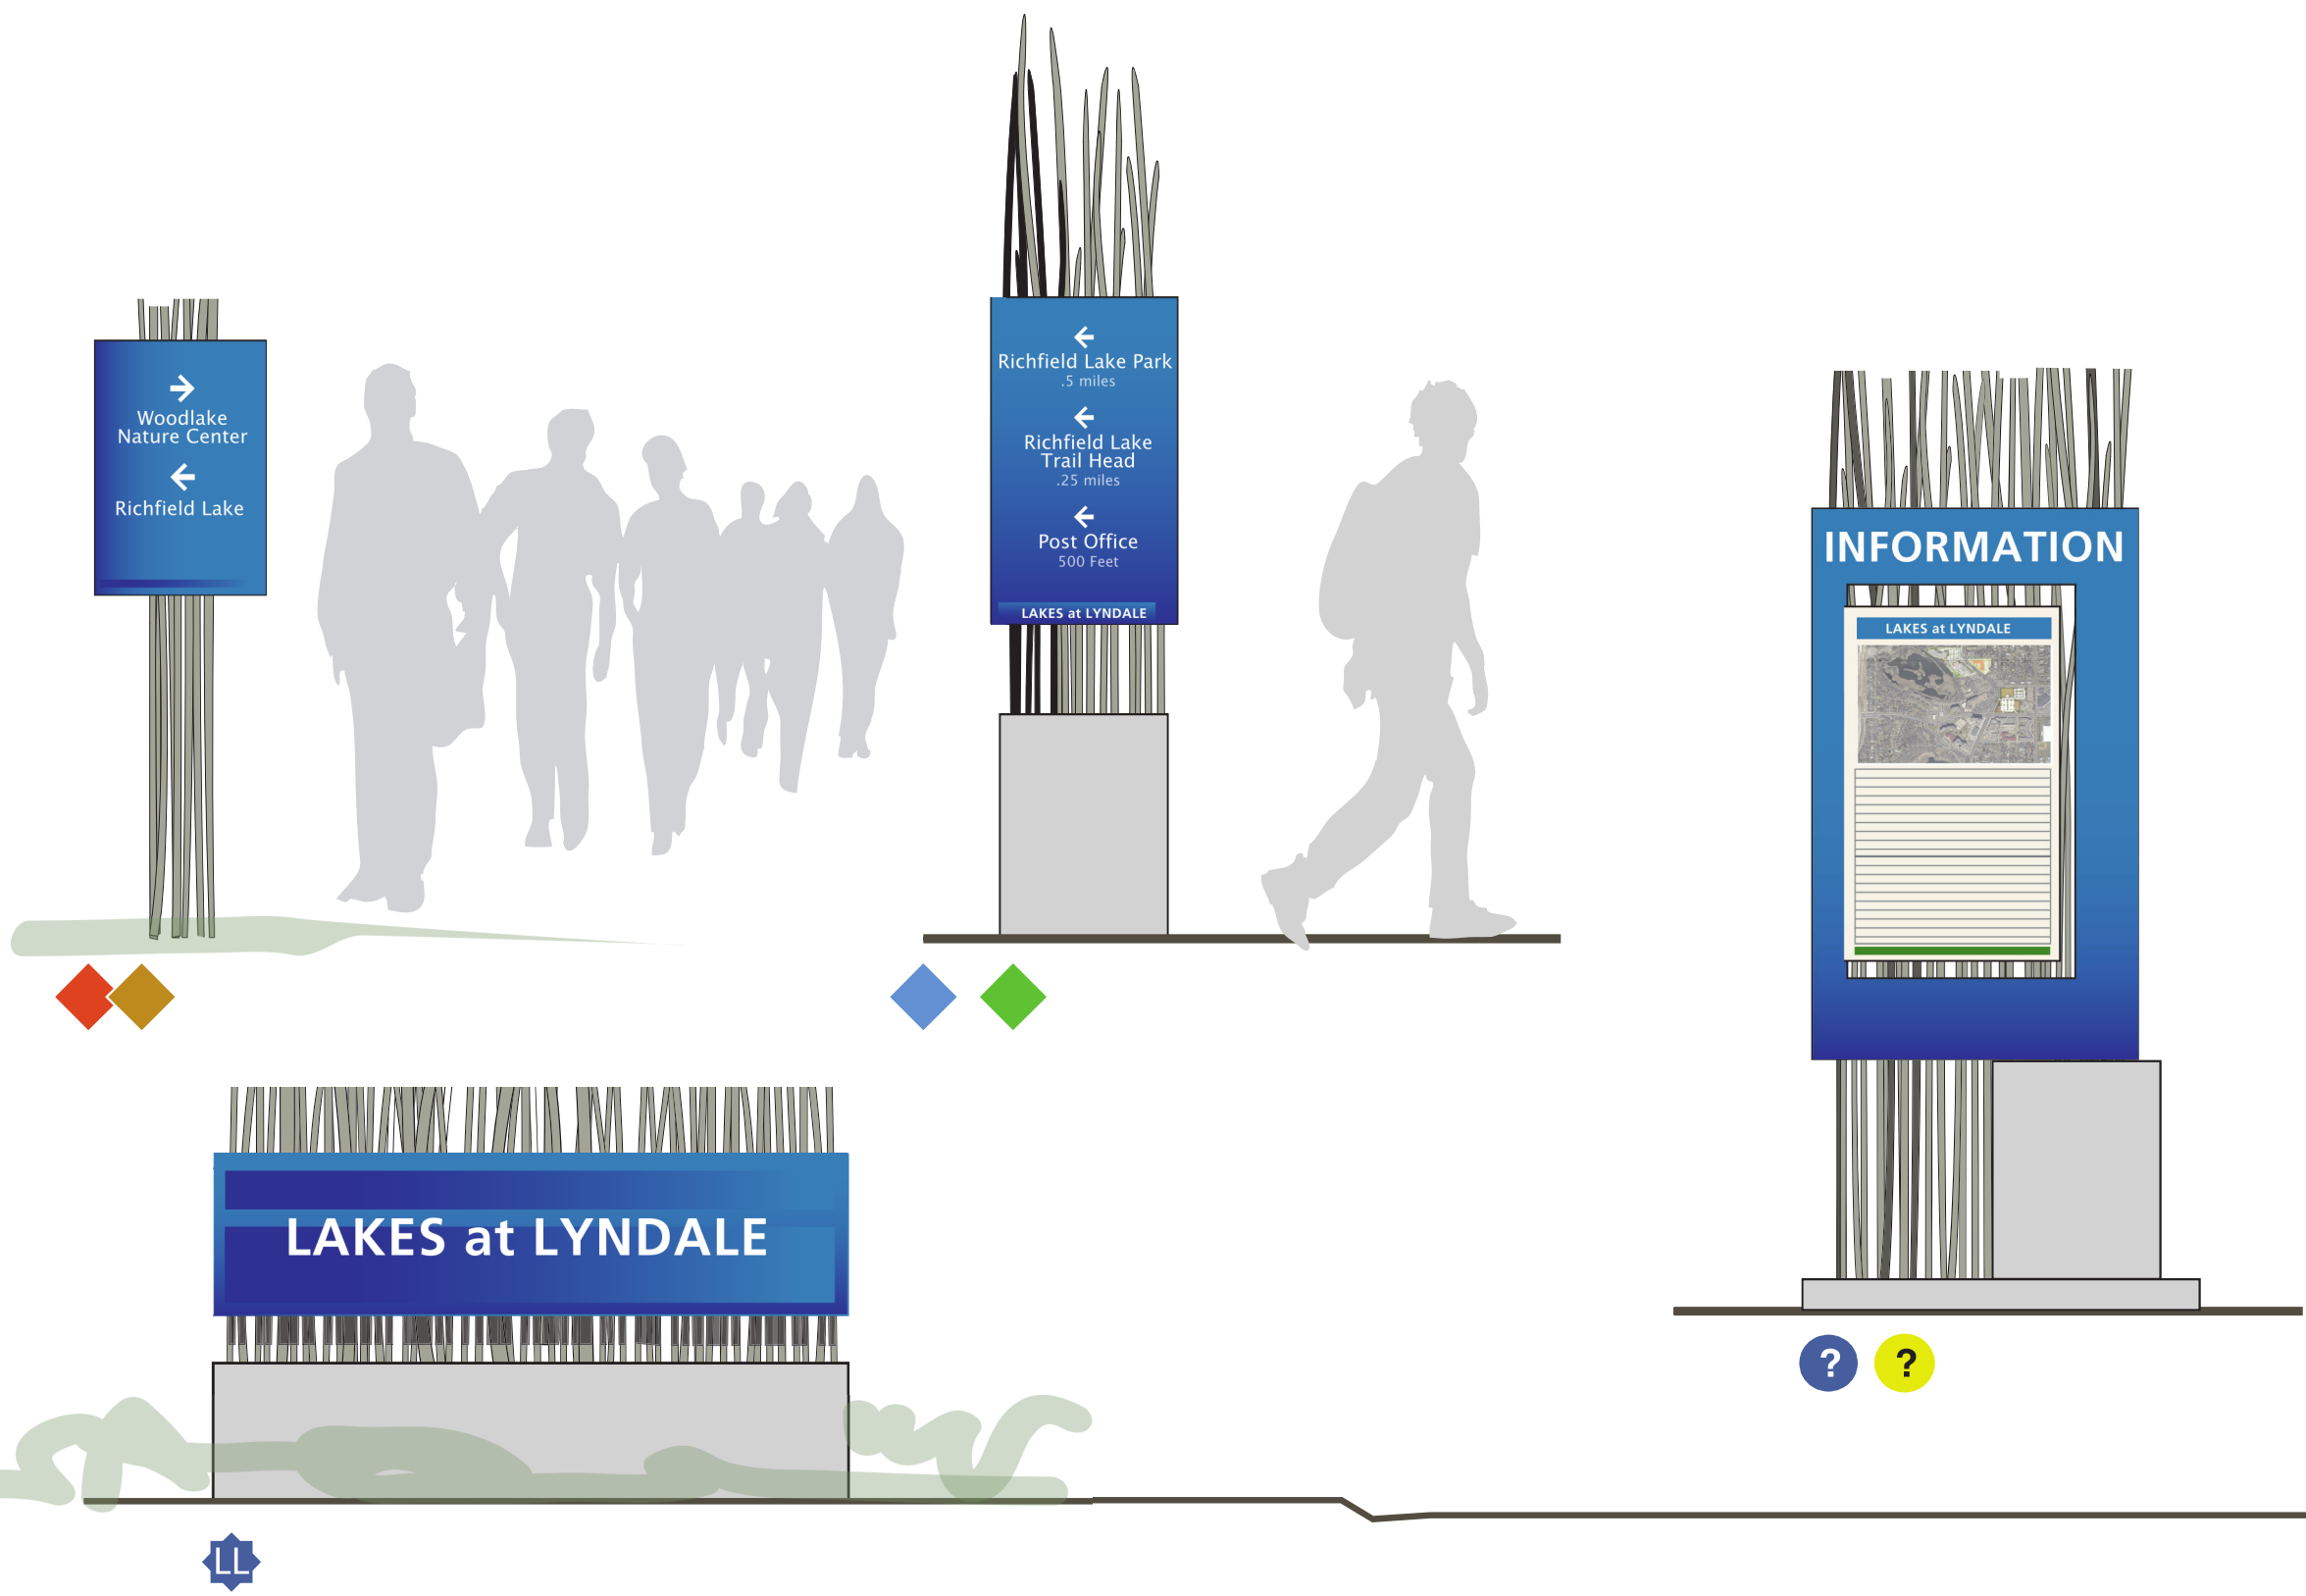 Woodlake
Nature Center
Richfield Lake
Richfield Lake Park
.5 miles
Richfield Lake
Trail Head
.25 miles
Post Office
500 Feet
LAKES at LYNDALE
INFORMATION
LAKES at LYNDALE
LAKES at LYNDALE
?
?
LL